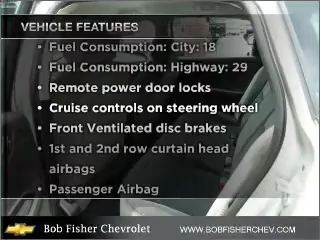 VEHICLE FEATURES
• Fuel Consumption: City: 18
• Fuel Consumption: Highway: 29
• Remote power door locks
• Cruise controls on steering wheel
• Front Ventilated disc brakes
• 1st and 2nd row curtain head
airbags
• Passenger Airbag
Bob Fisher Chevrolet
WWW.BOBFISHERCHEV.COM